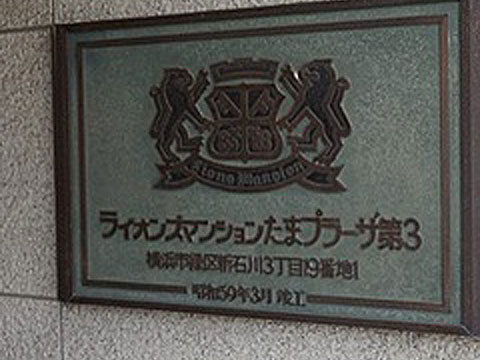 Lions Mansion
ライオンズマンションたまプラーザ第3
横浜市緑区新石川3丁目19番地1
昭和59年3月 竣工